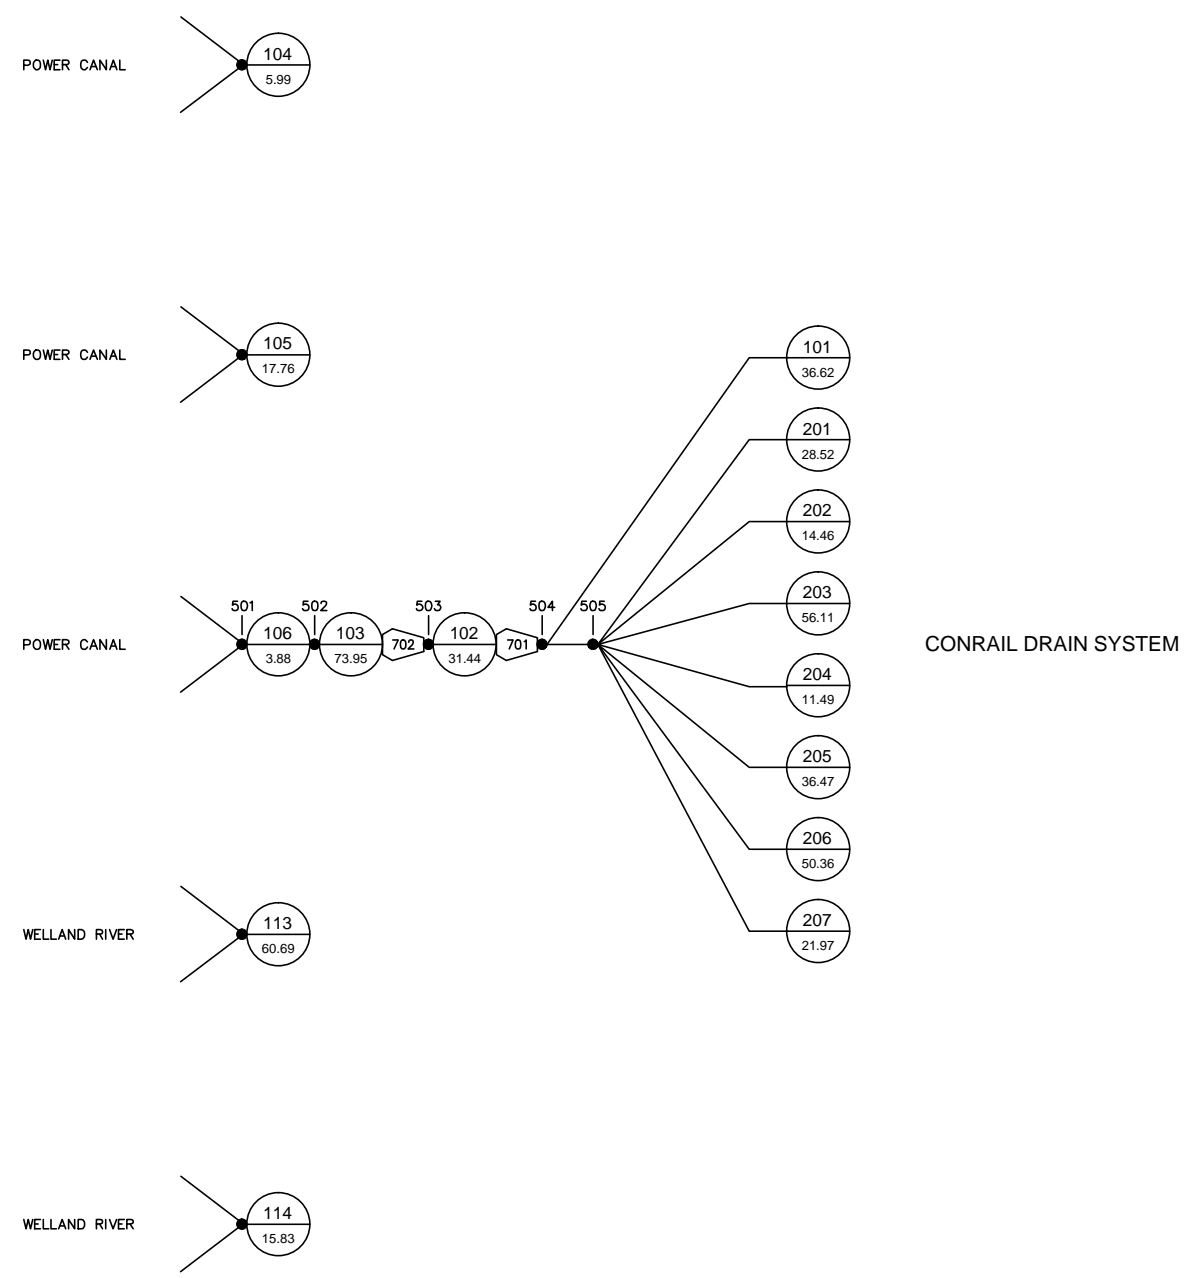 104
POWER CANAL
5.99
105
POWER CANAL
17.76
101
36.62
201
28.52
202
14.46
203
56.11
501 502 503 504 505
106 103 102
POWER CANAL
702 701
3.88 73.95 31.44
CONRAIL DRAIN SYSTEM
204
11.49
205
36.47
206
50.36
207
21.97
113
WELLAND RIVER
60.69
114
WELLAND RIVER
15.83